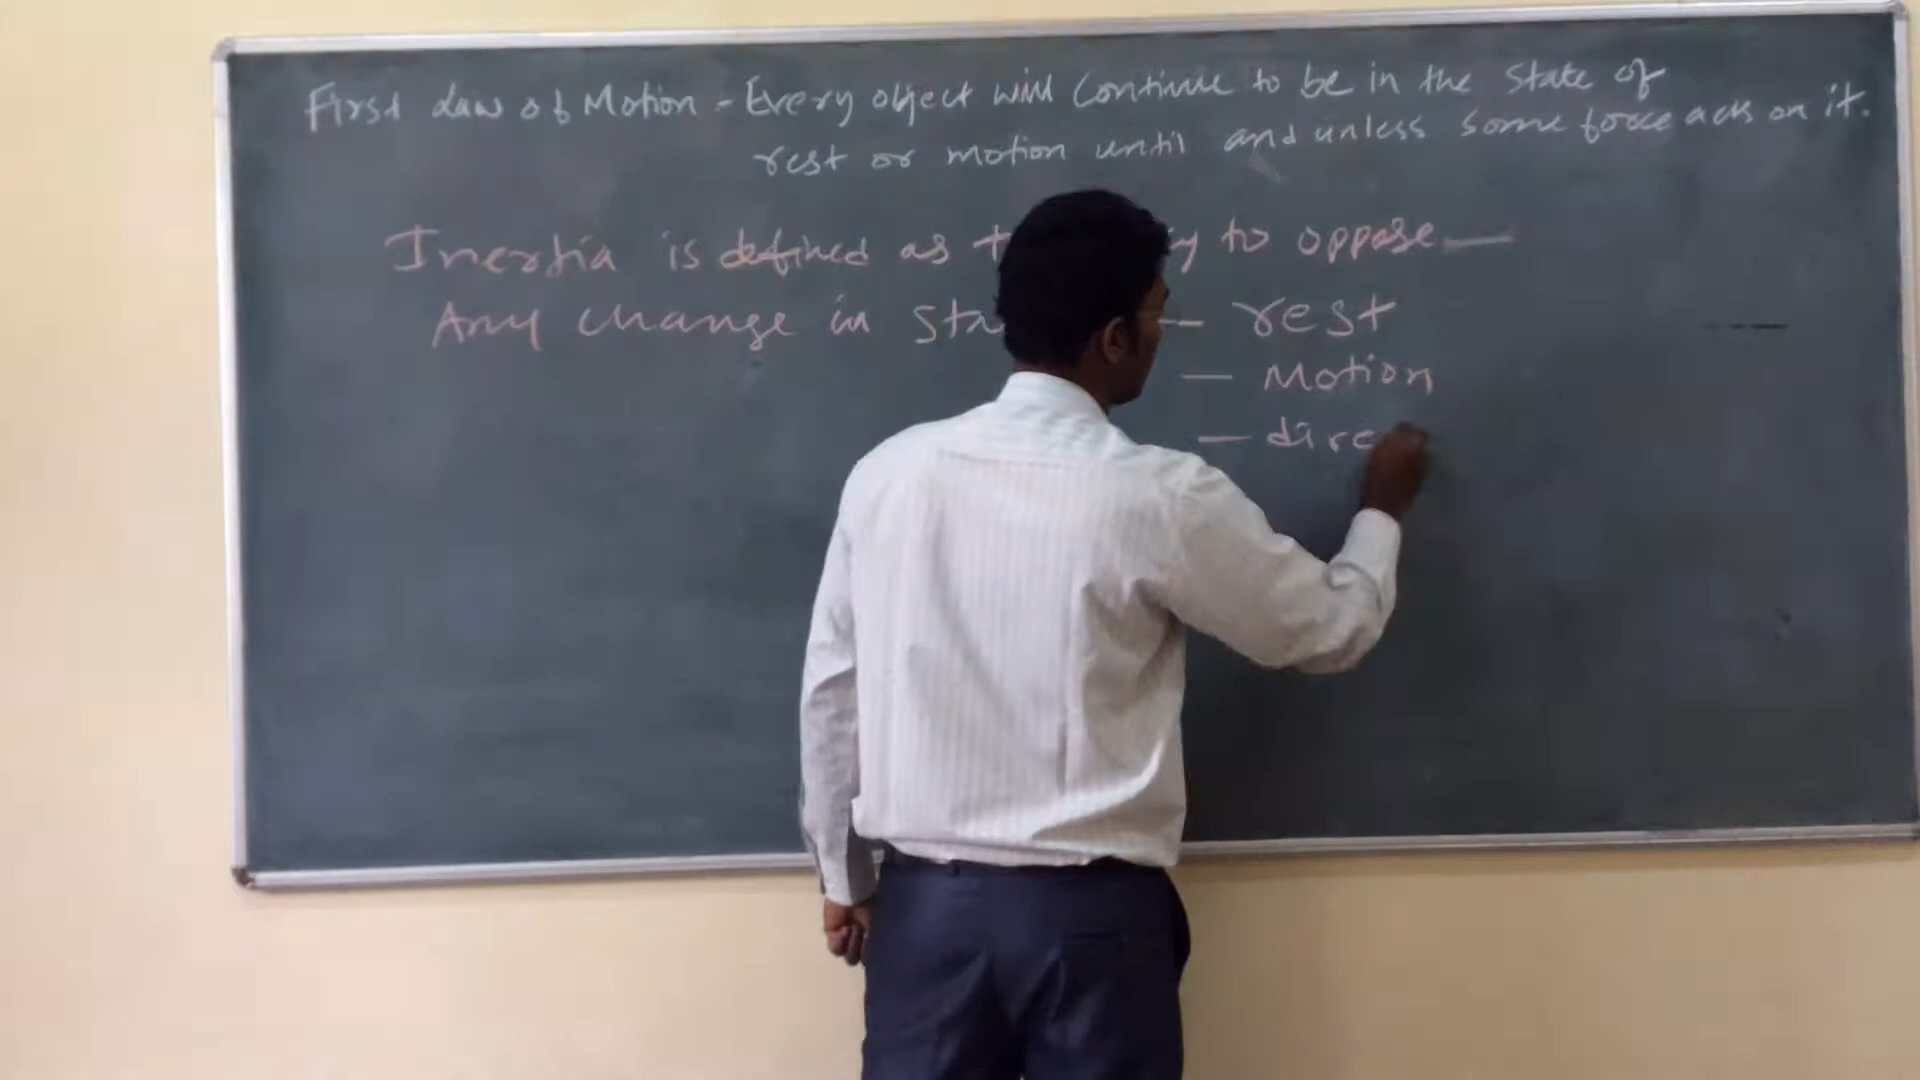 First Law of Motion - Every object will continue to be in the State of
rest or motion until and unless some force acts on it.
Inertia is defined as to oppose —
Any change in — rest
— Motion
— dire